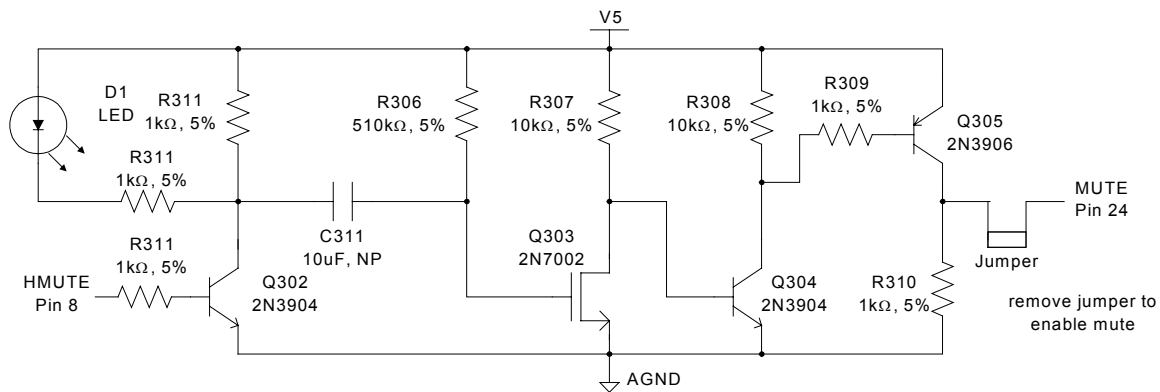 V5
D1
LED
R311
1kΩ, 5%
R306
510kΩ, 5%
R307
10kΩ, 5%
R308
10kΩ, 5%
R309
1kΩ, 5%
Q305
2N3906
R311
1kΩ, 5%
MUTE
Pin 24
C311
10uF, NP
Q303
2N7002
Jumper
R311
1kΩ, 5%
HMUTE
Pin 8
Q302
2N3904
Q304
2N3904
R310
1kΩ, 5%
remove jumper to
enable mute
AGND